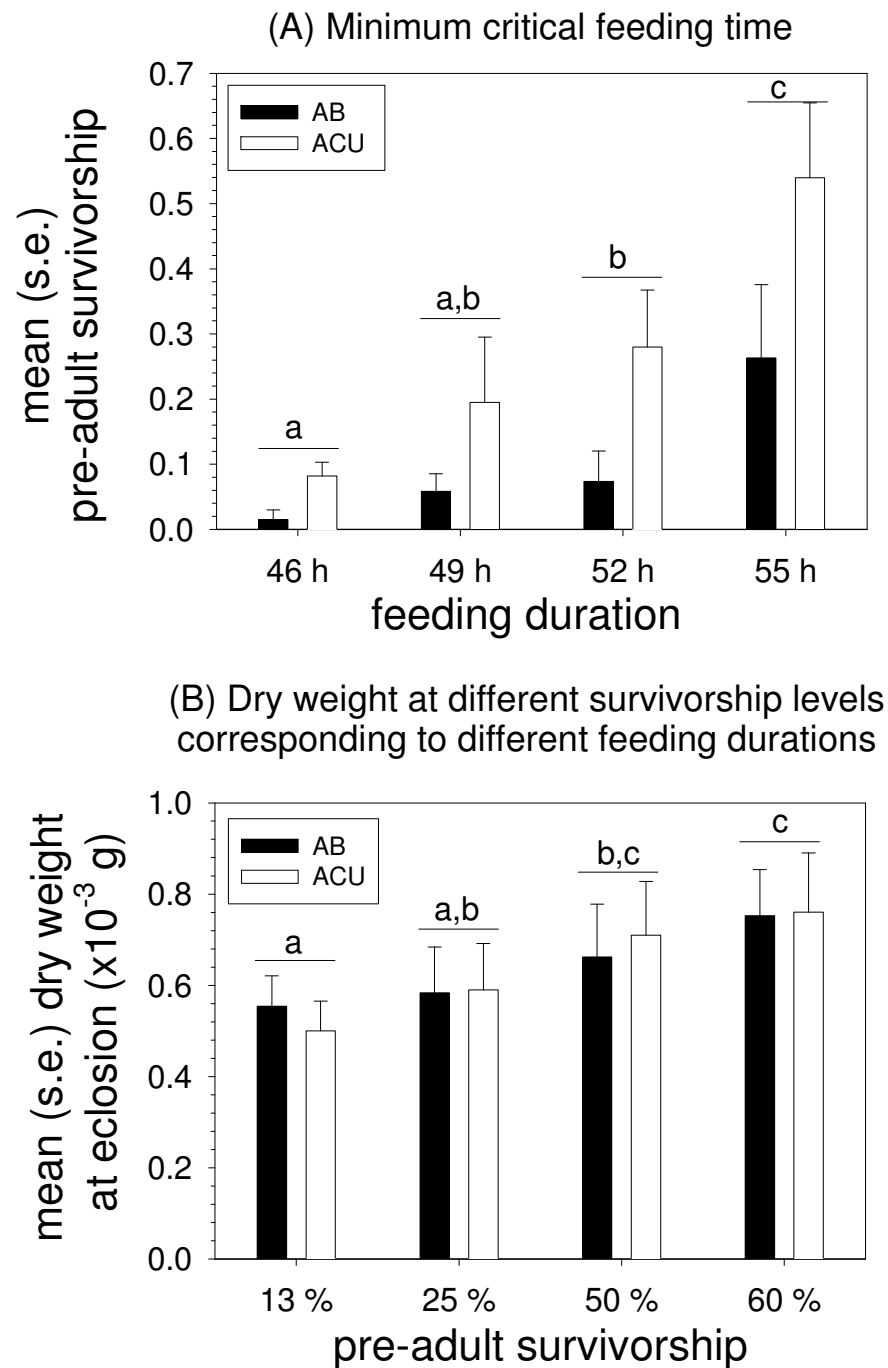 (A) Minimum critical feeding time
mean (s.e.)
pre-adult survivorship
0.7
0.6
0.5
0.4
0.3
0.2
0.1
0.0
AB
ACU
a
a,b
b
c
46 h
49 h
52 h
55 h
feeding duration
(B) Dry weight at different survivorship levels
corresponding to different feeding durations
mean (s.e.) dry weight
at eclosion (x10⁻³ g)
1.0
0.8
0.6
0.4
0.2
0.0
AB
ACU
a
a,b
b,c
c
13 %
25 %
50 %
60 %
pre-adult survivorship